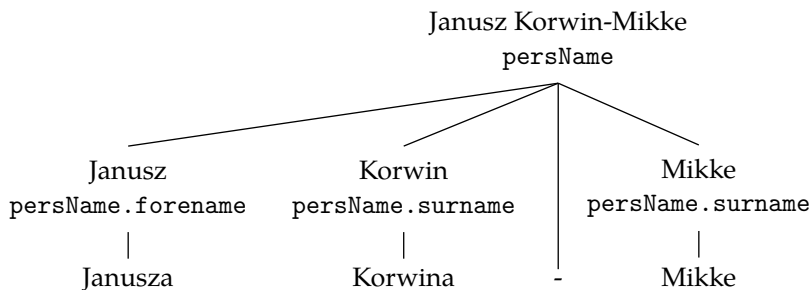 Janusz Korwin-Mikke
persName
Janusz Korwin Mikke
persName.forename persName.surname persName.surname
Janusza Korwina - Mikke